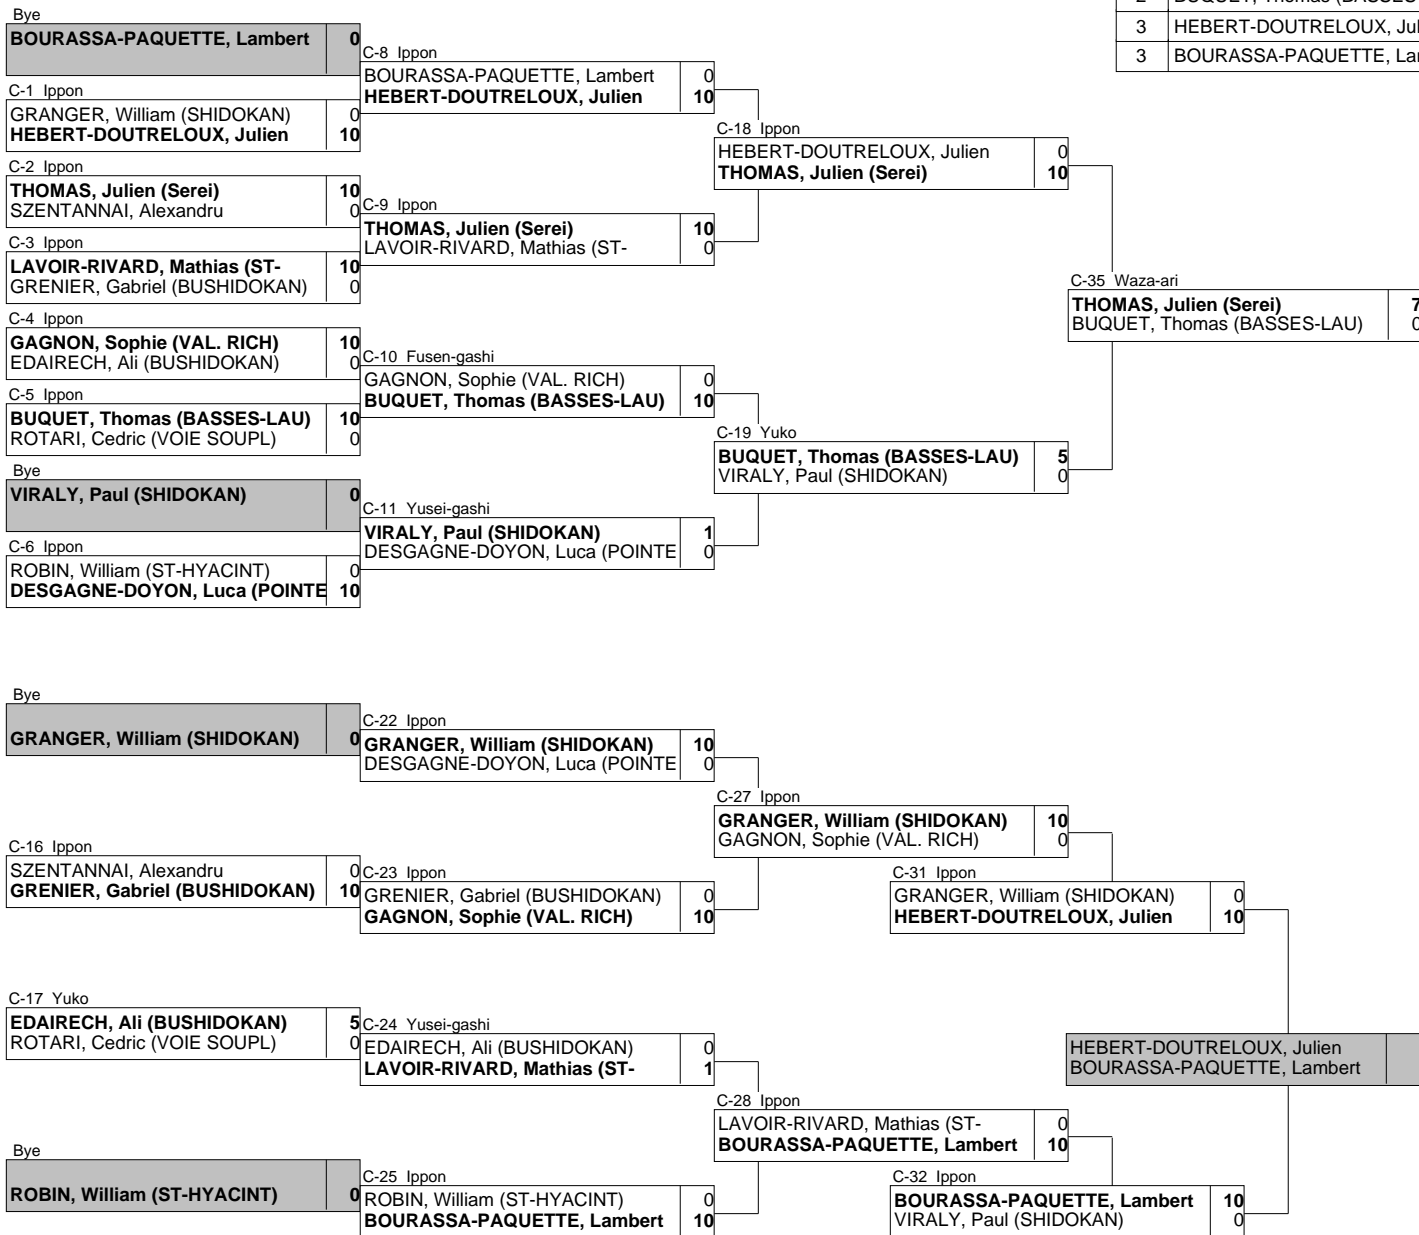 2 BUQUET, Thomas (BASSES
3 HEBERT-DOUTRELOUX, Jul
3 BOURASSA-PAQUETTE, La
Bye
BOURASSA-PAQUETTE, Lambert 0
C-1 Ippon
GRANGER, William (SHIDOKAN) 0
HEBERT-DOUTRELOUX, Julien 10
C-2 Ippon
THOMAS, Julien (Serei) 10
SZENTANNAI, Alexandru 0
C-3 Ippon
LAVOIR-RIVARD, Mathias (ST- 10
GRENIER, Gabriel (BUSHIDOKAN) 0
C-4 Ippon
GAGNON, Sophie (VAL. RICH) 10
EDAIRECH, Ali (BUSHIDOKAN) 0
C-5 Ippon
BUQUET, Thomas (BASSES-LAU) 10
ROTARI, Cedric (VOIE SOUPL) 0
Bye
VIRALY, Paul (SHIDOKAN) 0
C-6 Ippon
ROBIN, William (ST-HYACINT) 0
DESGAGNE-DOYON, Luca (POINTE 10
C-8 Ippon
BOURASSA-PAQUETTE, Lambert 0
HEBERT-DOUTRELOUX, Julien 10
C-9 Ippon
THOMAS, Julien (Serei) 10
LAVOIR-RIVARD, Mathias (ST- 0
C-10 Fusen-gashi
GAGNON, Sophie (VAL. RICH) 0
BUQUET, Thomas (BASSES-LAU) 10
C-11 Yusei-gashi
VIRALY, Paul (SHIDOKAN) 1
DESGAGNE-DOYON, Luca (POINTE 0
C-18 Ippon
HEBERT-DOUTRELOUX, Julien 0
THOMAS, Julien (Serei) 10
C-19 Yuko
BUQUET, Thomas (BASSES-LAU) 5
VIRALY, Paul (SHIDOKAN) 0
C-35 Waza-ari
THOMAS, Julien (Serei) 7
BUQUET, Thomas (BASSES-LAU) 0
Bye
GRANGER, William (SHIDOKAN) 0
C-16 Ippon
SZENTANNAI, Alexandru 0
GRENIER, Gabriel (BUSHIDOKAN) 10
C-17 Yuko
EDAIRECH, Ali (BUSHIDOKAN) 5
ROTARI, Cedric (VOIE SOUPL) 0
Bye
ROBIN, William (ST-HYACINT) 0
C-22 Ippon
GRANGER, William (SHIDOKAN) 10
DESGAGNE-DOYON, Luca (POINTE 0
C-23 Ippon
GRENIER, Gabriel (BUSHIDOKAN) 0
GAGNON, Sophie (VAL. RICH) 10
C-24 Yusei-gashi
EDAIRECH, Ali (BUSHIDOKAN) 0
LAVOIR-RIVARD, Mathias (ST- 1
C-25 Ippon
ROBIN, William (ST-HYACINT) 0
BOURASSA-PAQUETTE, Lambert 10
C-27 Ippon
GRANGER, William (SHIDOKAN) 10
GAGNON, Sophie (VAL. RICH) 0
C-28 Ippon
LAVOIR-RIVARD, Mathias (ST- 0
BOURASSA-PAQUETTE, Lambert 10
C-31 Ippon
GRANGER, William (SHIDOKAN) 0
HEBERT-DOUTRELOUX, Julien 10
C-32 Ippon
BOURASSA-PAQUETTE, Lambert 10
VIRALY, Paul (SHIDOKAN) 0
HEBERT-DOUTRELOUX, Julien
BOURASSA-PAQUETTE, Lambert